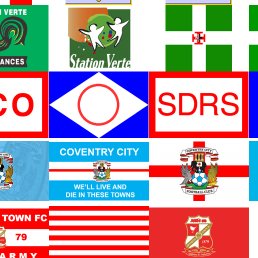 VERTE
ANCES
Station Verte
CO
SDRS
COVENTRY CITY
WE'LL LIVE AND
DIE IN THESE TOWNS
TOWN FC
79
ARMY